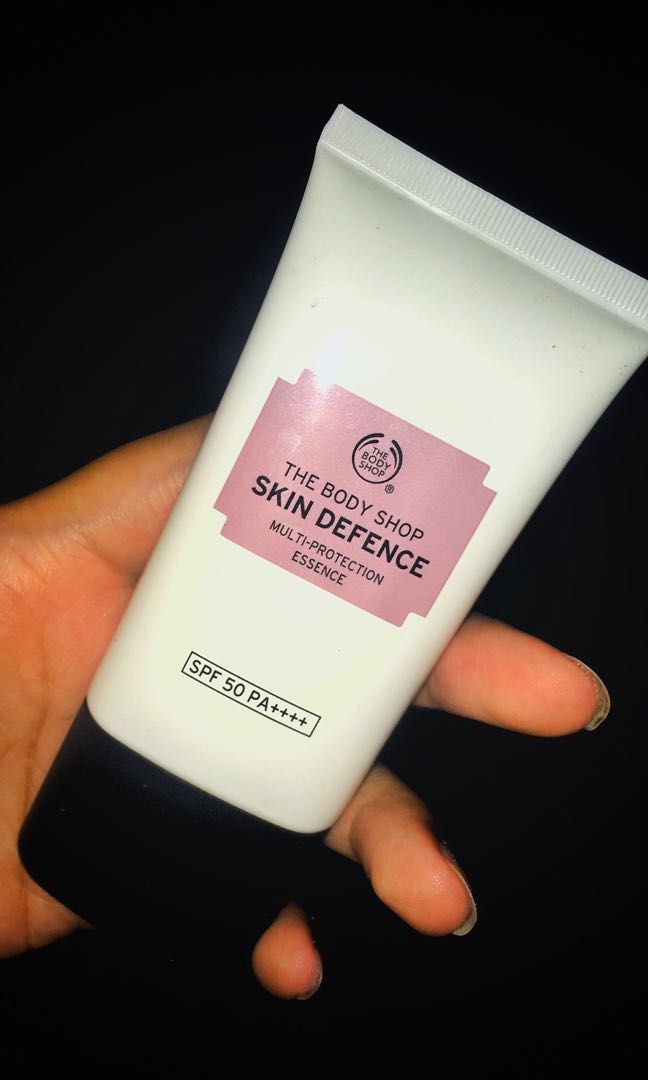 THE
BODY
SHOP
®
THE BODY SHOP
SKIN DEFENCE
MULTI-PROTECTION
ESSENCE
SPF 50 PA++++